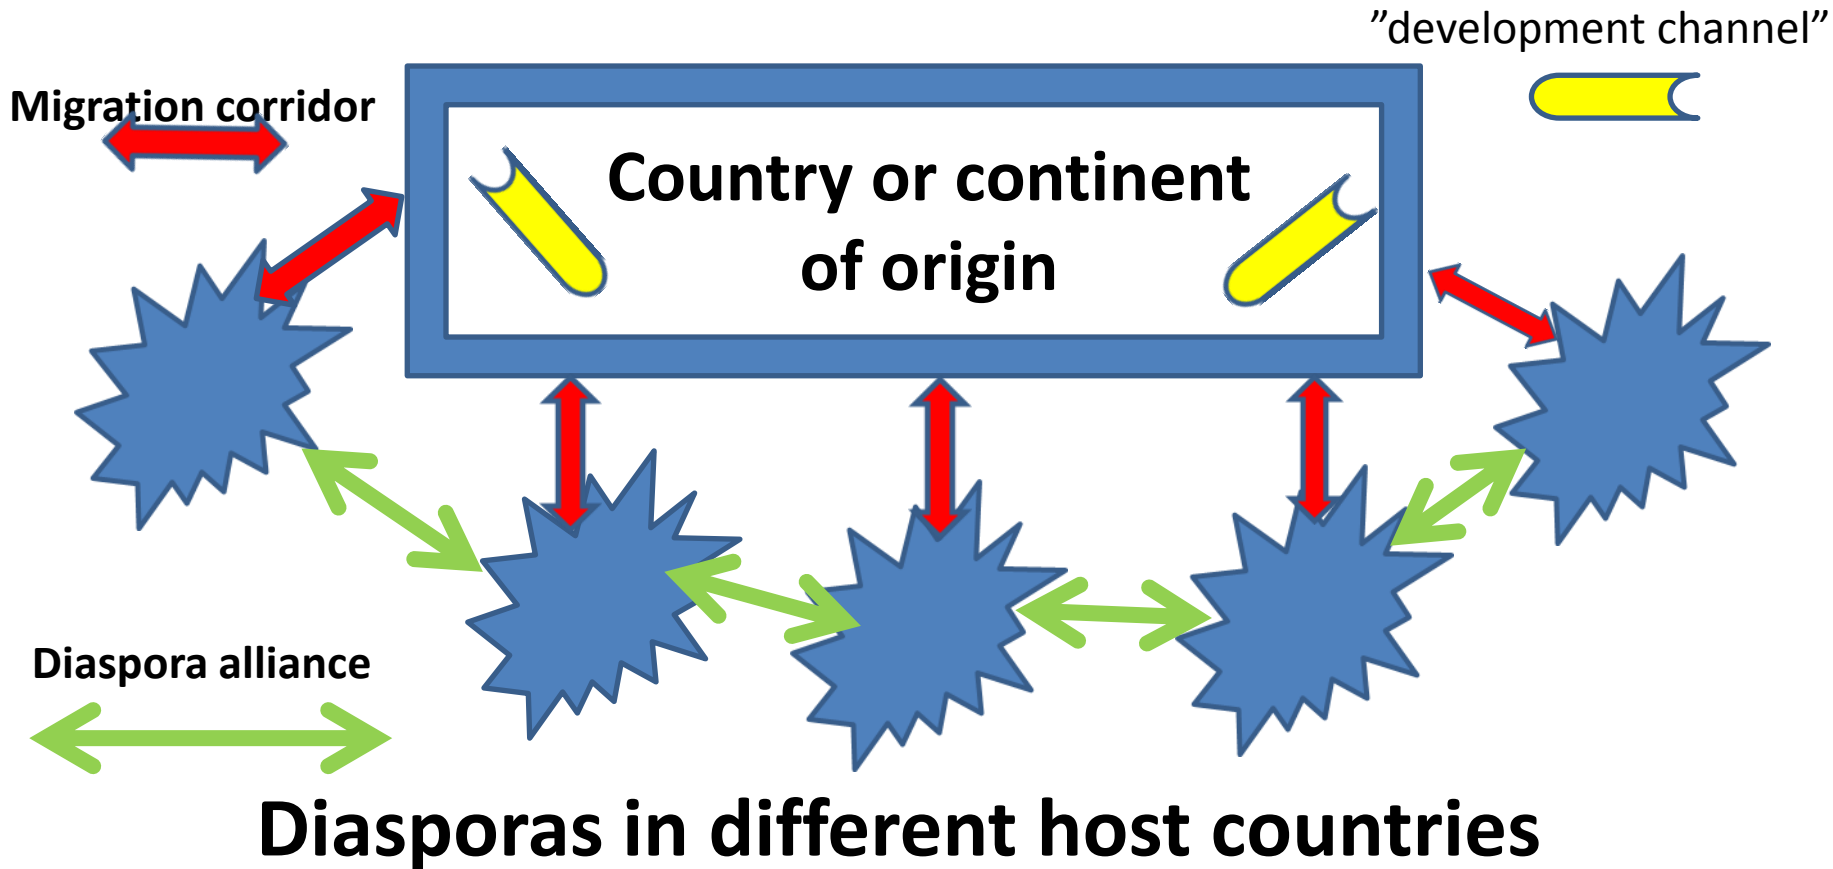 ”development channel”
Migration corridor
Country or continent
of origin
Diaspora alliance
Diasporas in different host countries